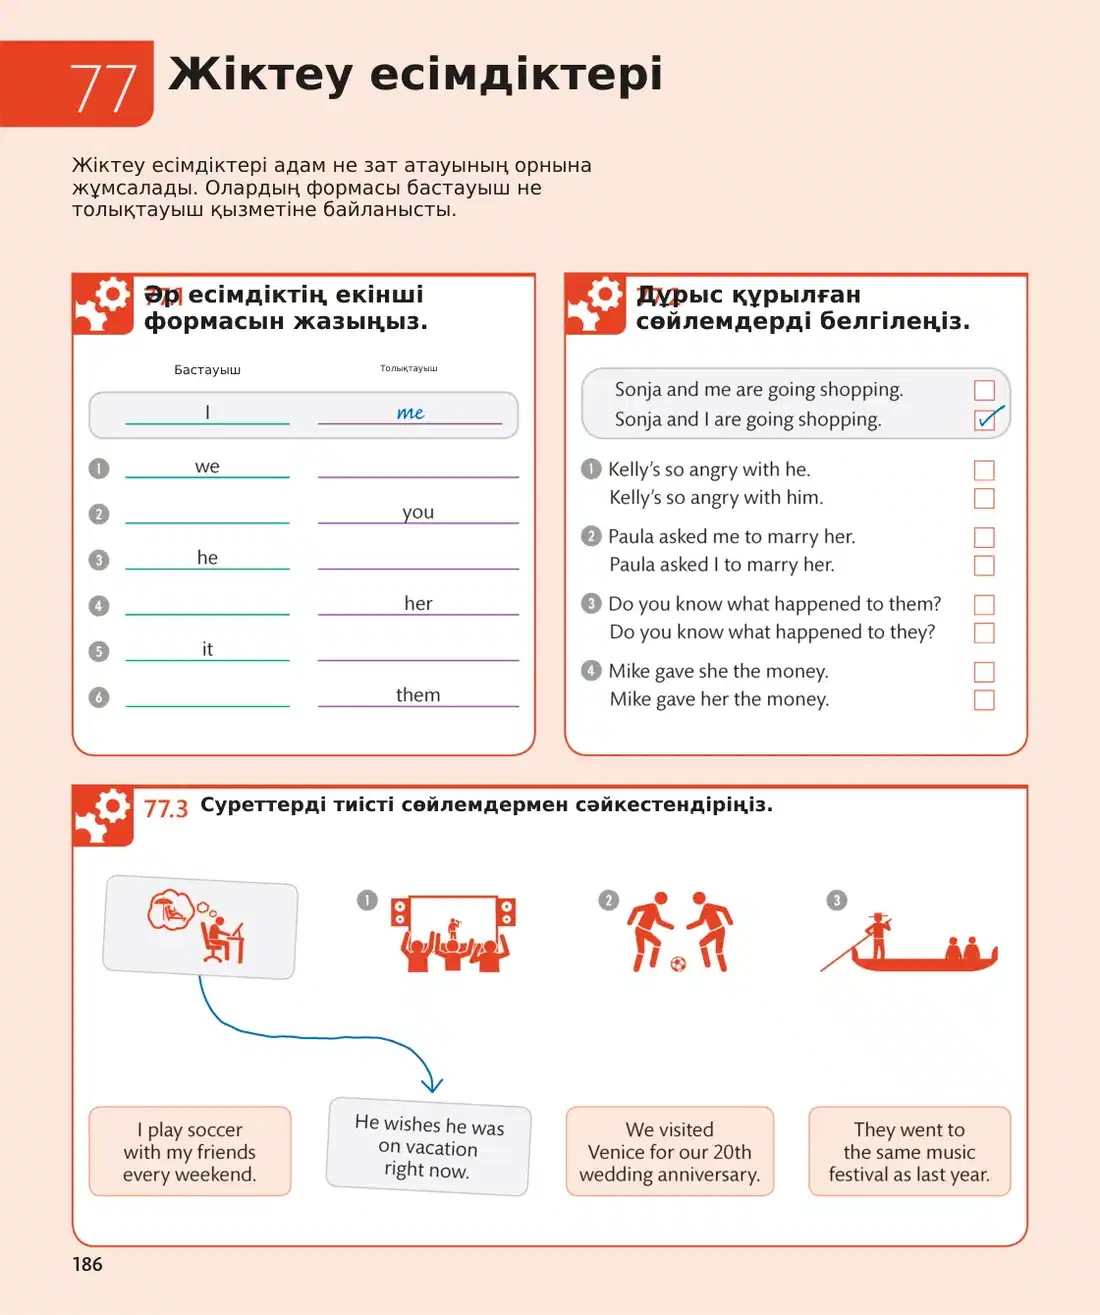 77
Жіктеу есімдіктері
Жіктеу есімдіктері адам не зат атауының орнына
жұмсалады. Олардың формасы бастауыш не
толықтауыш қызметіне байланысты.
77.1 Әр есімдіктің екінші
формасын жазыңыз.
Бастауыш Толықтауыш
I me
1 we
2 you
3 he
4 her
5 it
6 them
Дұрыс құрылған
сөйлемдерді белгілеңіз.
Sonja and me are going shopping.
Sonja and I are going shopping.
1 Kelly’s so angry with he.
Kelly’s so angry with him.
2 Paula asked me to marry her.
Paula asked I to marry her.
3 Do you know what happened to them?
Do you know what happened to they?
4 Mike gave she the money.
Mike gave her the money.
77.3 Суреттерді тиісті сөйлемдермен сәйкестендіріңіз.
1
2
3
I play soccer
with my friends
every weekend.
He wishes he was
on vacation
right now.
We visited
Venice for our 20th
wedding anniversary.
They went to
the same music
festival as last year.
186